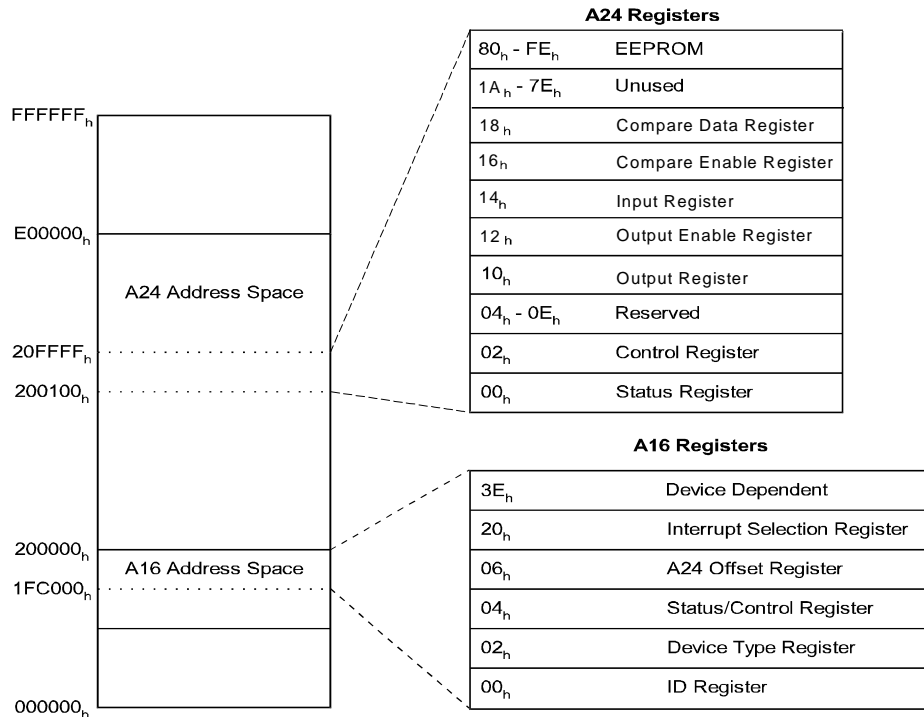 A24 Registers
80h - FEh EEPROM
1Ah - 7Eh Unused
18h Compare Data Register
16h Compare Enable Register
14h Input Register
12h Output Enable Register
10h Output Register
04h - 0Eh Reserved
02h Control Register
00h Status Register
FFFFFFh
E00000h
A24 Address Space
20FFFFh
200100h
200000h
A16 Address Space
1FC000h
000000h
A16 Registers
3Eh Device Dependent
20h Interrupt Selection Register
06h A24 Offset Register
04h Status/Control Register
02h Device Type Register
00h ID Register